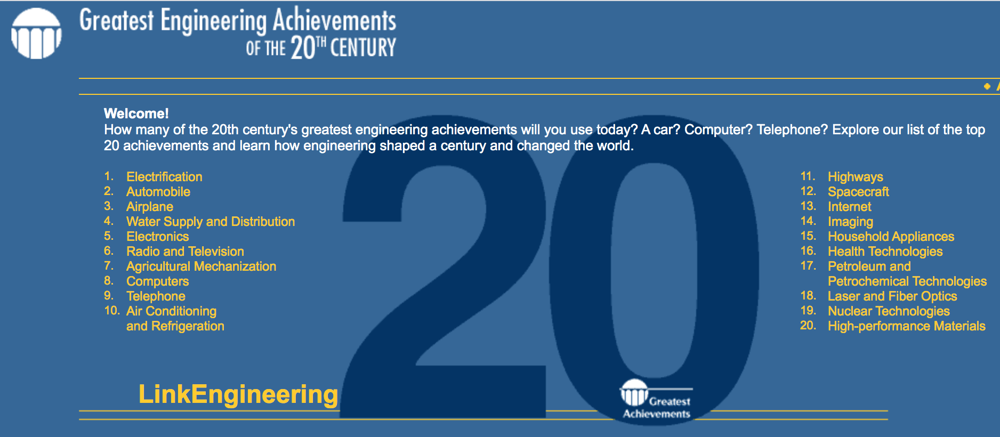 Greatest Engineering Achievements
OF THE 20TH CENTURY
Welcome!
How many of the 20th century's greatest engineering achievements will you use today? A car? Computer? Telephone? Explore our list of the top
20 achievements and learn how engineering shaped a century and changed the world.
20
1. Electrification
2. Automobile
3. Airplane
4. Water Supply and Distribution
5. Electronics
6. Radio and Television
7. Agricultural Mechanization
8. Computers
9. Telephone
10. Air Conditioning
and Refrigeration
11. Highways
12. Spacecraft
13. Internet
14. Imaging
15. Household Appliances
16. Health Technologies
17. Petroleum and
Petrochemical Technologies
18. Laser and Fiber Optics
19. Nuclear Technologies
20. High-performance Materials
LinkEngineering
Greatest
Achievements